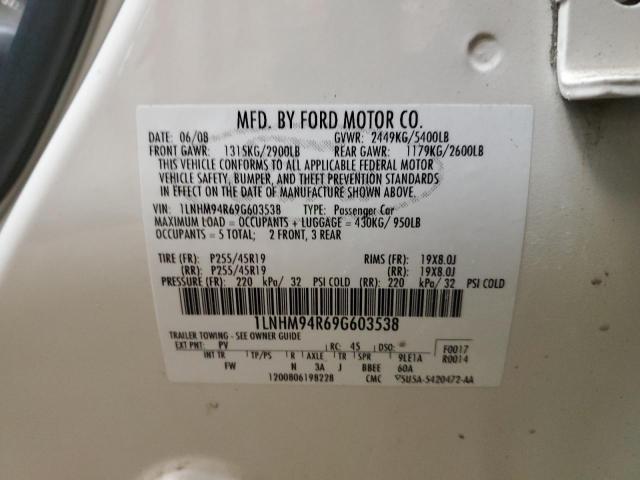 MFD. BY FORD MOTOR CO.
DATE: 06/08 GVWR: 2449KG/5400LB
FRONT GAWR: 1315KG/2900LB REAR GAWR: 1179KG/2600LB
THIS VEHICLE CONFORMS TO ALL APPLICABLE FEDERAL MOTOR
VEHICLE SAFETY, BUMPER, AND THEFT PREVENTION STANDARDS
IN EFFECT ON THE DATE OF MANUFACTURE SHOWN ABOVE.
VIN: 1LNHM94R69G603538 TYPE: Passenger Car
MAXIMUM LOAD = OCCUPANTS + LUGGAGE = 430KG/ 950LB
OCCUPANTS = 5 TOTAL; 2 FRONT, 3 REAR
TIRE (FR): P255/45R19 RIMS (FR): 19X8.0J
(RR): P255/45R19 (RR): 19X8.0J
PRESSURE (FR): 220 kPa/ 32 PSI COLD (RR): 220 kPa/ 32 PSI COLD
1LNHM94R69G603538
TRAILER TOWING - SEE OWNER GUIDE
EXT PNT: PV RC: 45 DSO: F0017
INT TR TP/PS R AXLE TR SPR 9LE1A R0014
FW N 3A J BBEE 60A
1200806198228 CMC 5U5A-5420472-AA